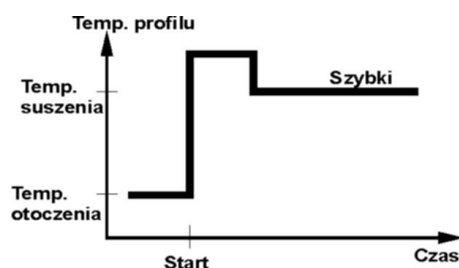 Temp. profilu
Szybki
Temp.
suszenia
Temp.
otoczenia
Start
Czas